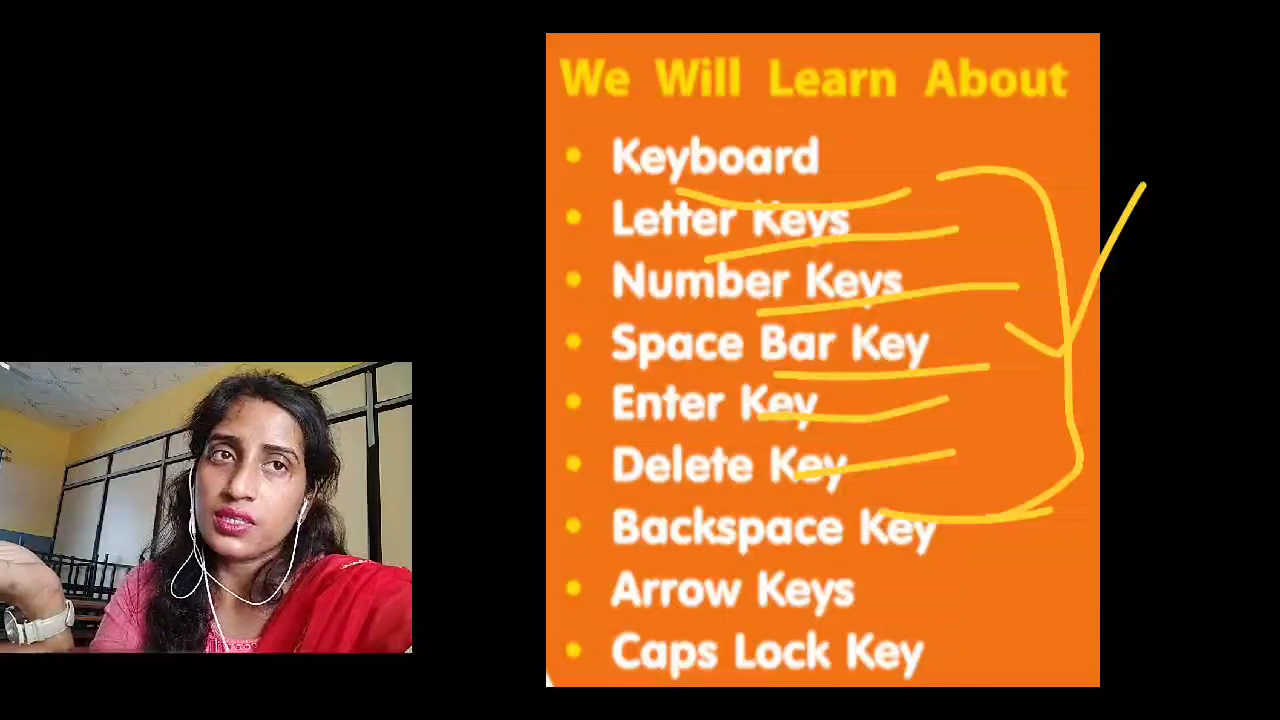 We Will Learn About
• Keyboard
• Letter Keys
• Number Keys
• Space Bar Key
• Enter Key
• Delete Key
• Backspace Key
• Arrow Keys
• Caps Lock Key